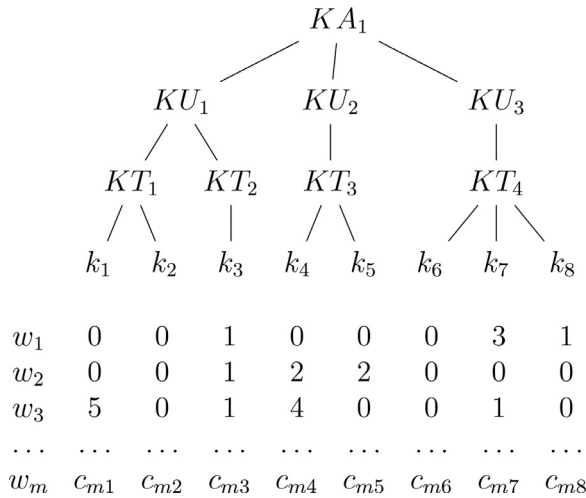 KA₁
KU₁ KU₂ KU₃
KT₁ KT₂ KT₃ KT₄
k₁ k₂ k₃ k₄ k₅ k₆ k₇ k₈
w₁ 0 0 1 0 0 0 3 1
w₂ 0 0 1 2 2 0 0 0
w₃ 5 0 1 4 0 0 1 0
... ... ... ... ... ... ... ... ...
wₘ cₘ₁ cₘ₂ cₘ₃ cₘ₄ cₘ₅ cₘ₆ cₘ₇ cₘ₈